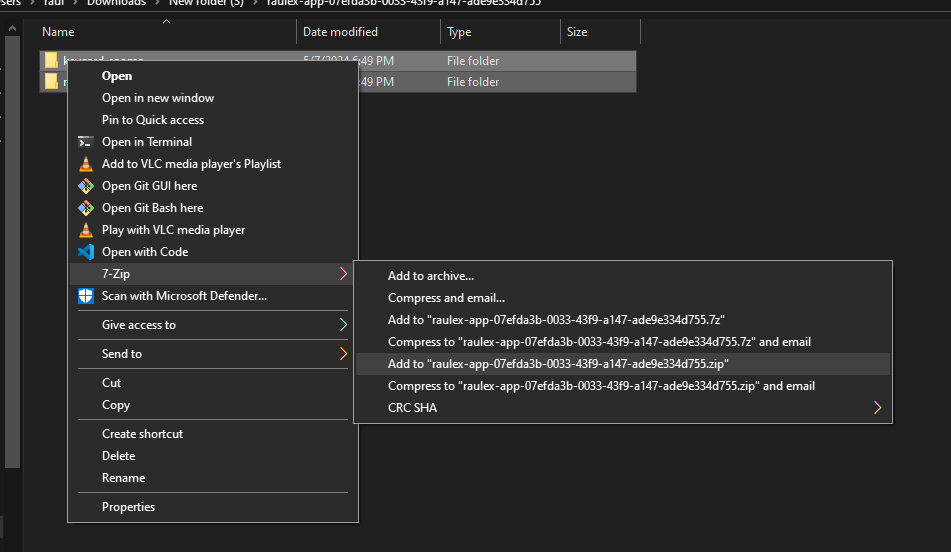 Users > Raul > Downloads > New folder (3) > raulex-app-07efda3b-0033-43f9-a147-ade9e334d755
Name Date modified Type Size
5/7/2024 6:49 PM File folder
:49 PM File folder
Open
Open in new window
Pin to Quick access
Open in Terminal
Add to VLC media player's Playlist
Open Git GUI here
Open Git Bash here
Play with VLC media player
Open with Code
7-Zip
Scan with Microsoft Defender...
Give access to
Send to
Cut
Copy
Create shortcut
Delete
Rename
Properties
Add to archive...
Compress and email...
Add to "raulex-app-07efda3b-0033-43f9-a147-ade9e334d755.7z"
Compress to "raulex-app-07efda3b-0033-43f9-a147-ade9e334d755.7z" and email
Add to "raulex-app-07efda3b-0033-43f9-a147-ade9e334d755.zip"
Compress to "raulex-app-07efda3b-0033-43f9-a147-ade9e334d755.zip" and email
CRC SHA